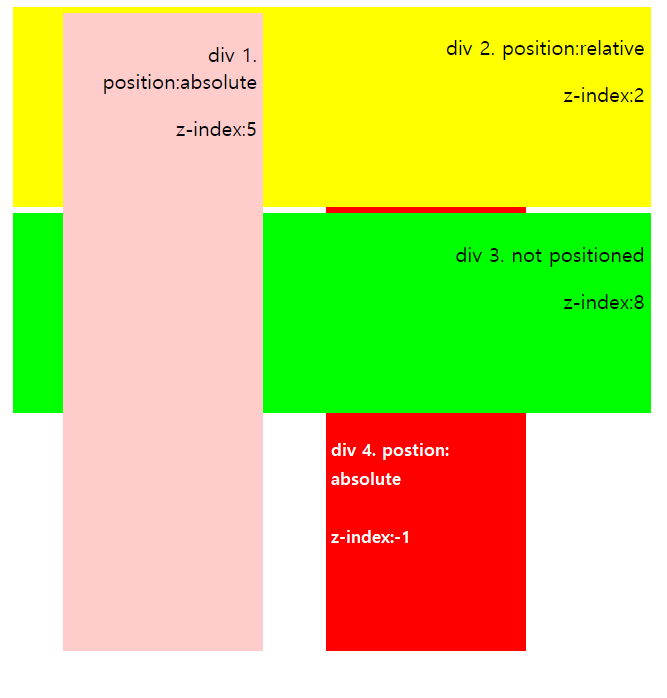 div 1.
position:absolute
z-index:5
div 2. position:relative
z-index:2
div 3. not positioned
z-index:8
div 4. postion:
absolute
z-index:-1